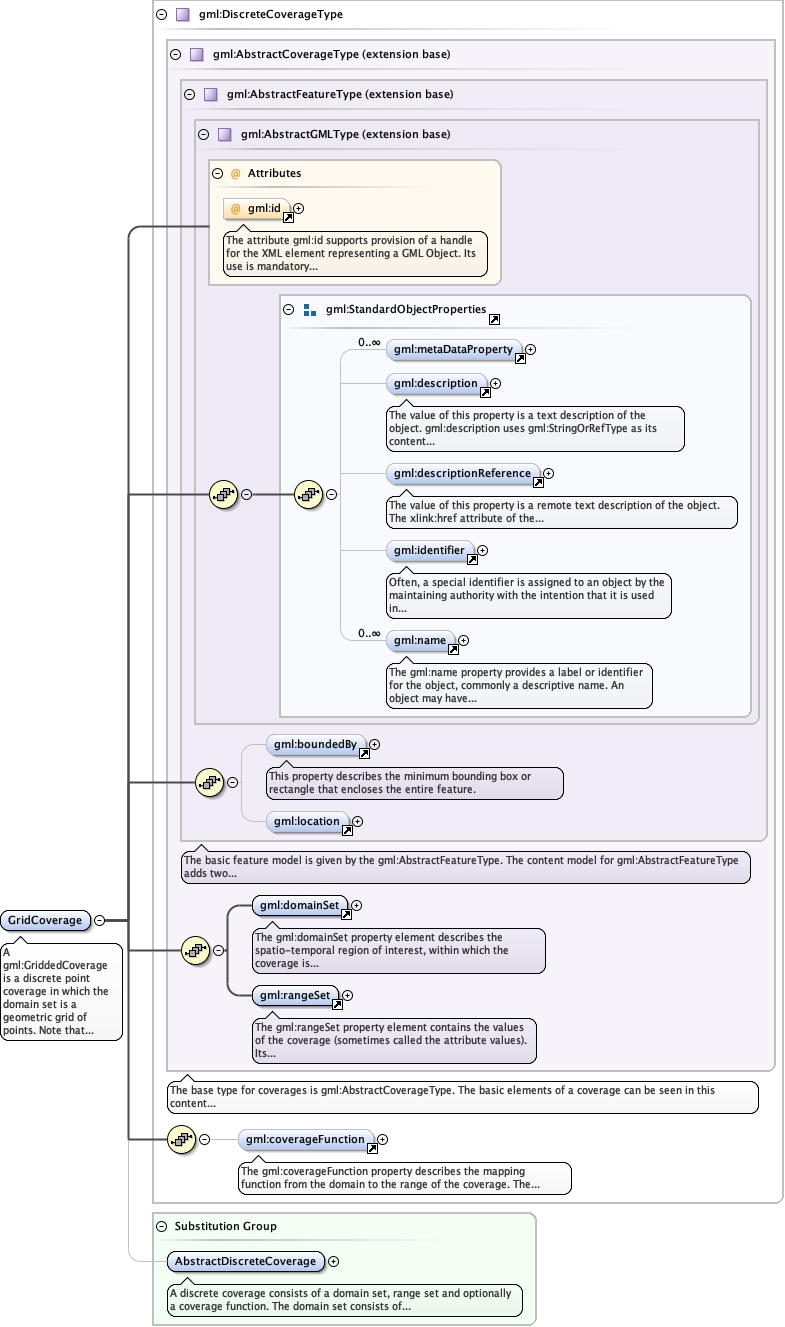 gml:DiscreteCoverageType
gml:AbstractCoverageType (extension base)
gml:AbstractFeatureType (extension base)
gml:AbstractGMLType (extension base)
@ Attributes
@ gml:id
The attribute gml:id supports provision of a handle
for the XML element representing a GML Object. Its
use is mandatory...
gml:StandardObjectProperties
0..∞
gml:metaDataProperty
gml:description
The value of this property is a text description of the
object. gml:description uses gml:StringOrRefType as its
content...
gml:descriptionReference
The value of this property is a remote text description of the object.
The xlink:href attribute of the...
gml:identifier
Often, a special identifier is assigned to an object by the
maintaining authority with the intention that it is used
in...
0..∞
gml:name
The gml:name property provides a label or identifier
for the object, commonly a descriptive name. An
object may have...
gml:boundedBy
This property describes the minimum bounding box or
rectangle that encloses the entire feature.
gml:location
The basic feature model is given by the gml:AbstractFeatureType. The content model for gml:AbstractFeatureType
adds two...
GridCoverage
A
gml:GriddedCoverage
is a discrete point
coverage in which the
domain set is a
geometric grid of
points. Note that...
gml:domainSet
The gml:domainSet property element describes the
spatio-temporal region of interest, within which the
coverage is...
gml:rangeSet
The gml:rangeSet property element contains the values
of the coverage (sometimes called the attribute values).
Its...
The base type for coverages is gml:AbstractCoverageType. The basic elements of a coverage can be seen in this
content...
gml:coverageFunction
The gml:coverageFunction property describes the mapping
function from the domain to the range of the coverage. The...
Substitution Group
AbstractDiscreteCoverage
A discrete coverage consists of a domain set, range set and optionally
a coverage function. The domain set consists of...